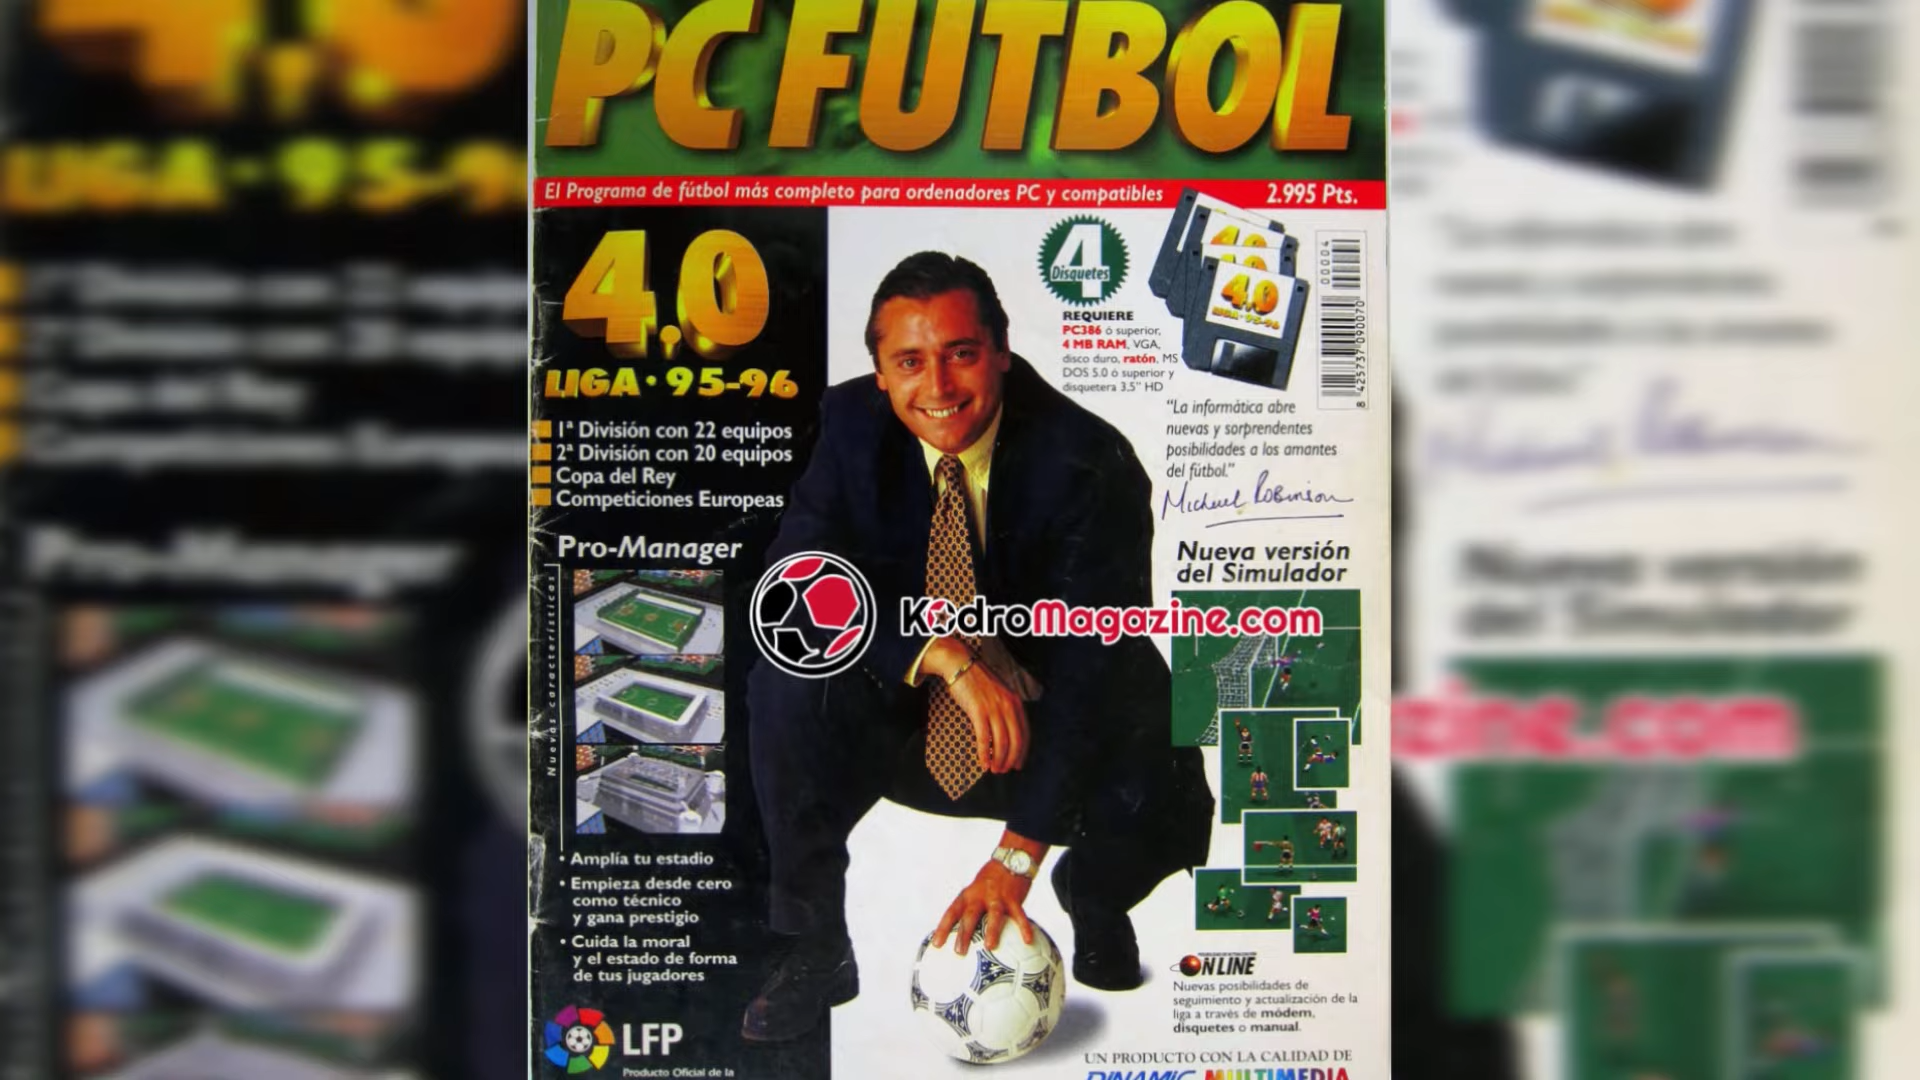 PC FUTBOL
El Programa de fútbol más completo para ordenadores PC y compatibles
2.995 Pts.
4.0
LIGA • 95-96
1ª División con 22 equipos
2ª División con 20 equipos
Copa del Rey
Competiciones Europeas
Pro-Manager
Nuevas características
• Amplía tu estadio
• Empieza desde cero
como técnico
y gana prestigio
• Cuida la moral
y el estado de forma
de tus jugadores
LFP
Producto Oficial de la
4
Disquetes
REQUIERE
PC386 ó superior,
4 MB RAM, VGA,
disco duro, ratón, MS
DOS 5.0 ó superior y
disquetera 3,5" HD
4.0
LIGA • 95-96
00004
8 425737 090070
"La informática abre
nuevas y sorprendentes
posibilidades a los amantes
del fútbol."
Michael Robinson
Nueva versión
del Simulador
KodroMagazine.com
ONLINE
Nuevas posibilidades de
seguimiento y actualización de la
liga a través de módem,
disquetes o manual.
UN PRODUCTO CON LA CALIDAD DE
DINAMIC MULTIMEDIA